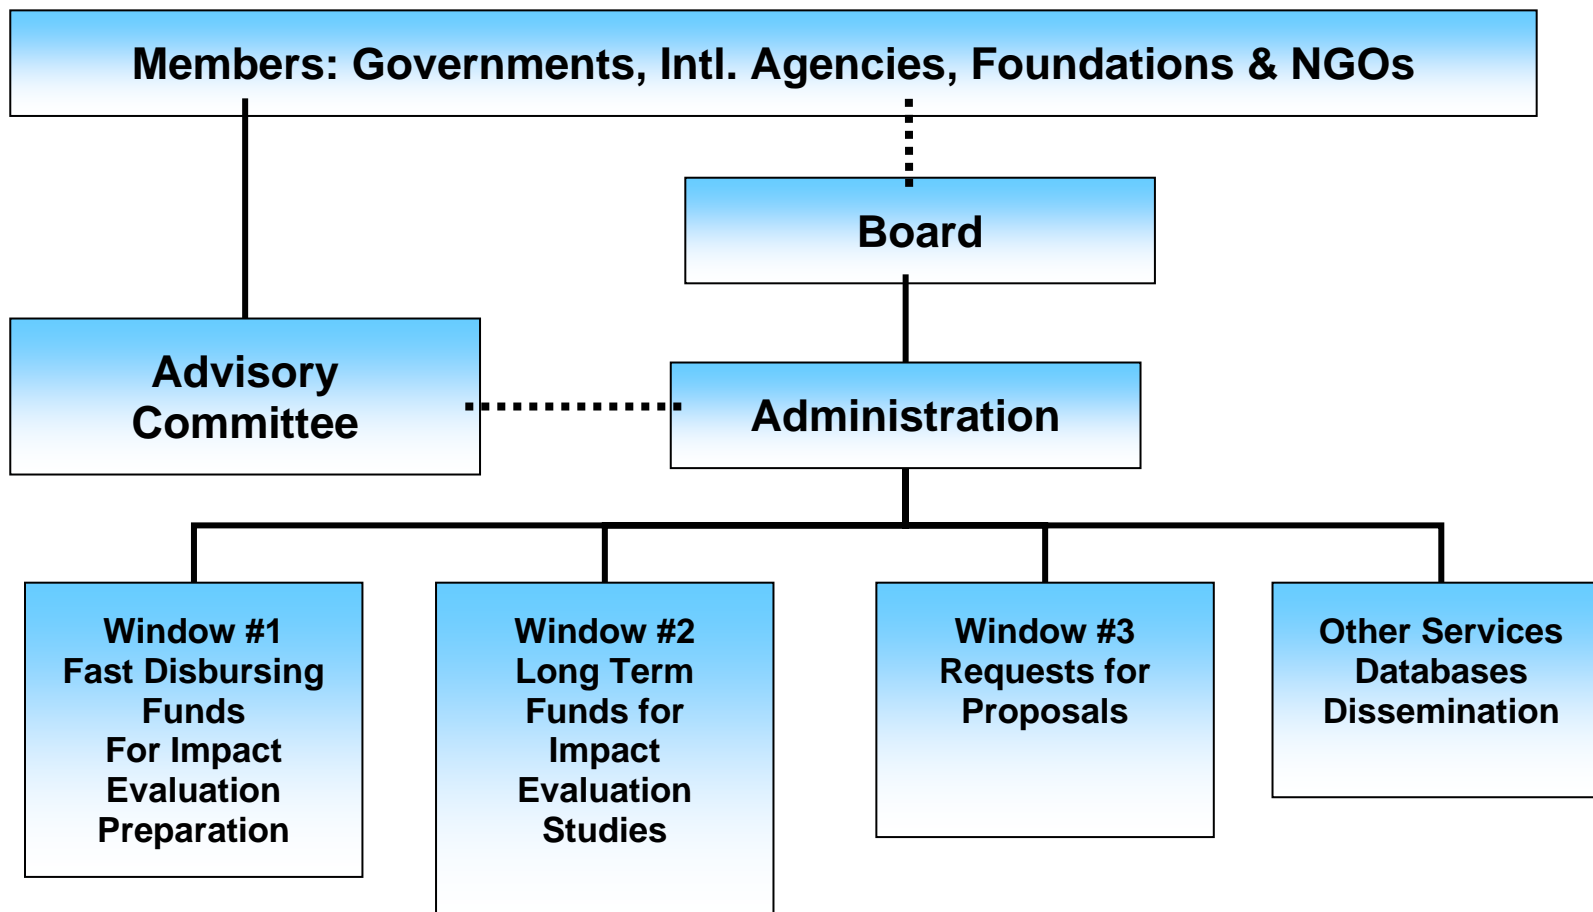 Members: Governments, Intl. Agencies, Foundations & NGOs
Board
Advisory
Committee
Administration
Window #1
Fast Disbursing
Funds
For Impact
Evaluation
Preparation
Window #2
Long Term
Funds for
Impact
Evaluation
Studies
Window #3
Requests for
Proposals
Other Services
Databases
Dissemination